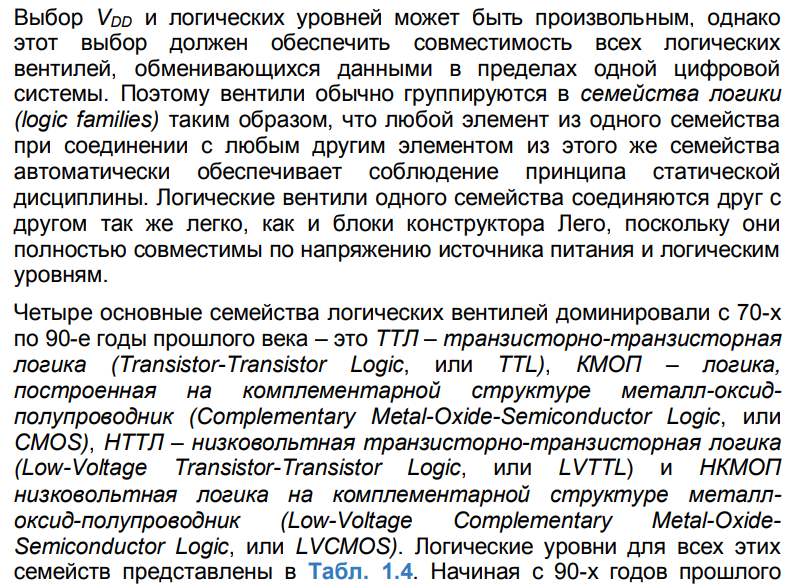 Выбор VDD и логических уровней может быть произвольным, однако
этот выбор должен обеспечить совместимость всех логических
вентилей, обменивающихся данными в пределах одной цифровой
системы. Поэтому вентили обычно группируются в семейства логики
(logic families) таким образом, что любой элемент из одного семейства
при соединении с любым другим элементом из этого же семейства
автоматически обеспечивает соблюдение принципа статической
дисциплины. Логические вентили одного семейства соединяются друг с
другом так же легко, как и блоки конструктора Лего, поскольку они
полностью совместимы по напряжению источника питания и логическим
уровням.
Четыре основные семейства логических вентилей доминировали с 70-х
по 90-е годы прошлого века – это ТТЛ – транзисторно-транзисторная
логика (Transistor-Transistor Logic, или TTL), КМОП – логика,
построенная на комплементарной структуре металл-оксид-
полупроводник (Complementary Metal-Oxide-Semiconductor Logic, или
CMOS), НТТЛ – низковольтная транзисторно-транзисторная логика
(Low-Voltage Transistor-Transistor Logic, или LVTTL) и НКМОП
низковольтная логика на комплементарной структуре металл-
оксид-полупроводник (Low-Voltage Complementary Metal-Oxide-
Semiconductor Logic, или LVCMOS). Логические уровни для всех этих
семейств представлены в Табл. 1.4. Начиная с 90-х годов прошлого